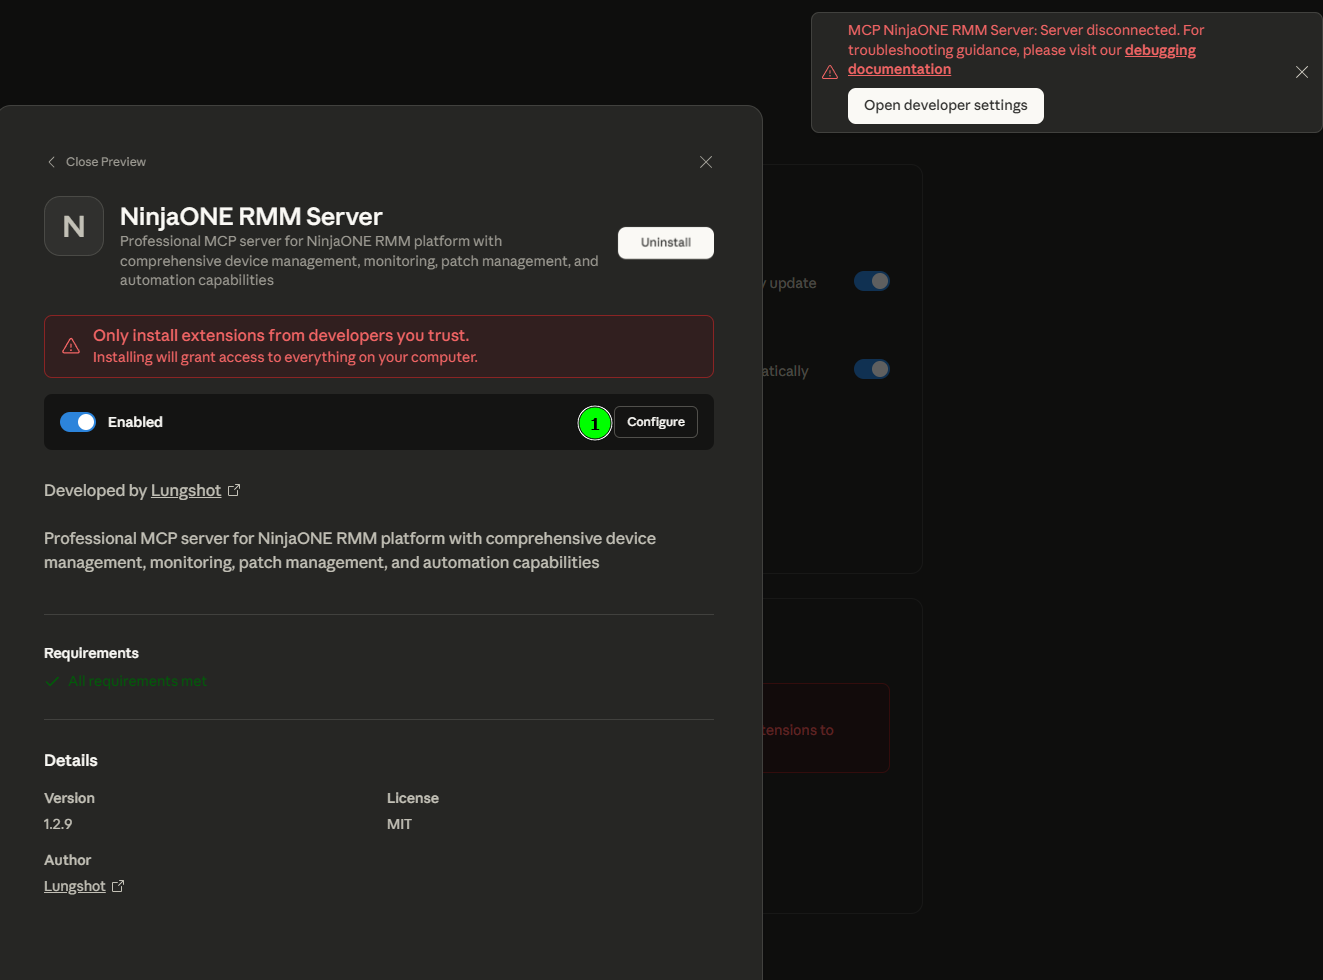 MCP NinjaONE RMM Server: Server disconnected. For
troubleshooting guidance, please visit our debugging
documentation
Open developer settings
Close Preview
N
NinjaONE RMM Server
Professional MCP server for NinjaONE RMM platform with
comprehensive device management, monitoring, patch management, and
automation capabilities
Uninstall
y update
Only install extensions from developers you trust.
Installing will grant access to everything on your computer.
atically
Enabled
1
Configure
Developed by Lungshot
Professional MCP server for NinjaONE RMM platform with comprehensive device
management, monitoring, patch management, and automation capabilities
Requirements
All requirements met
tensions to
Details
Version
License
1.2.9
MIT
Author
Lungshot